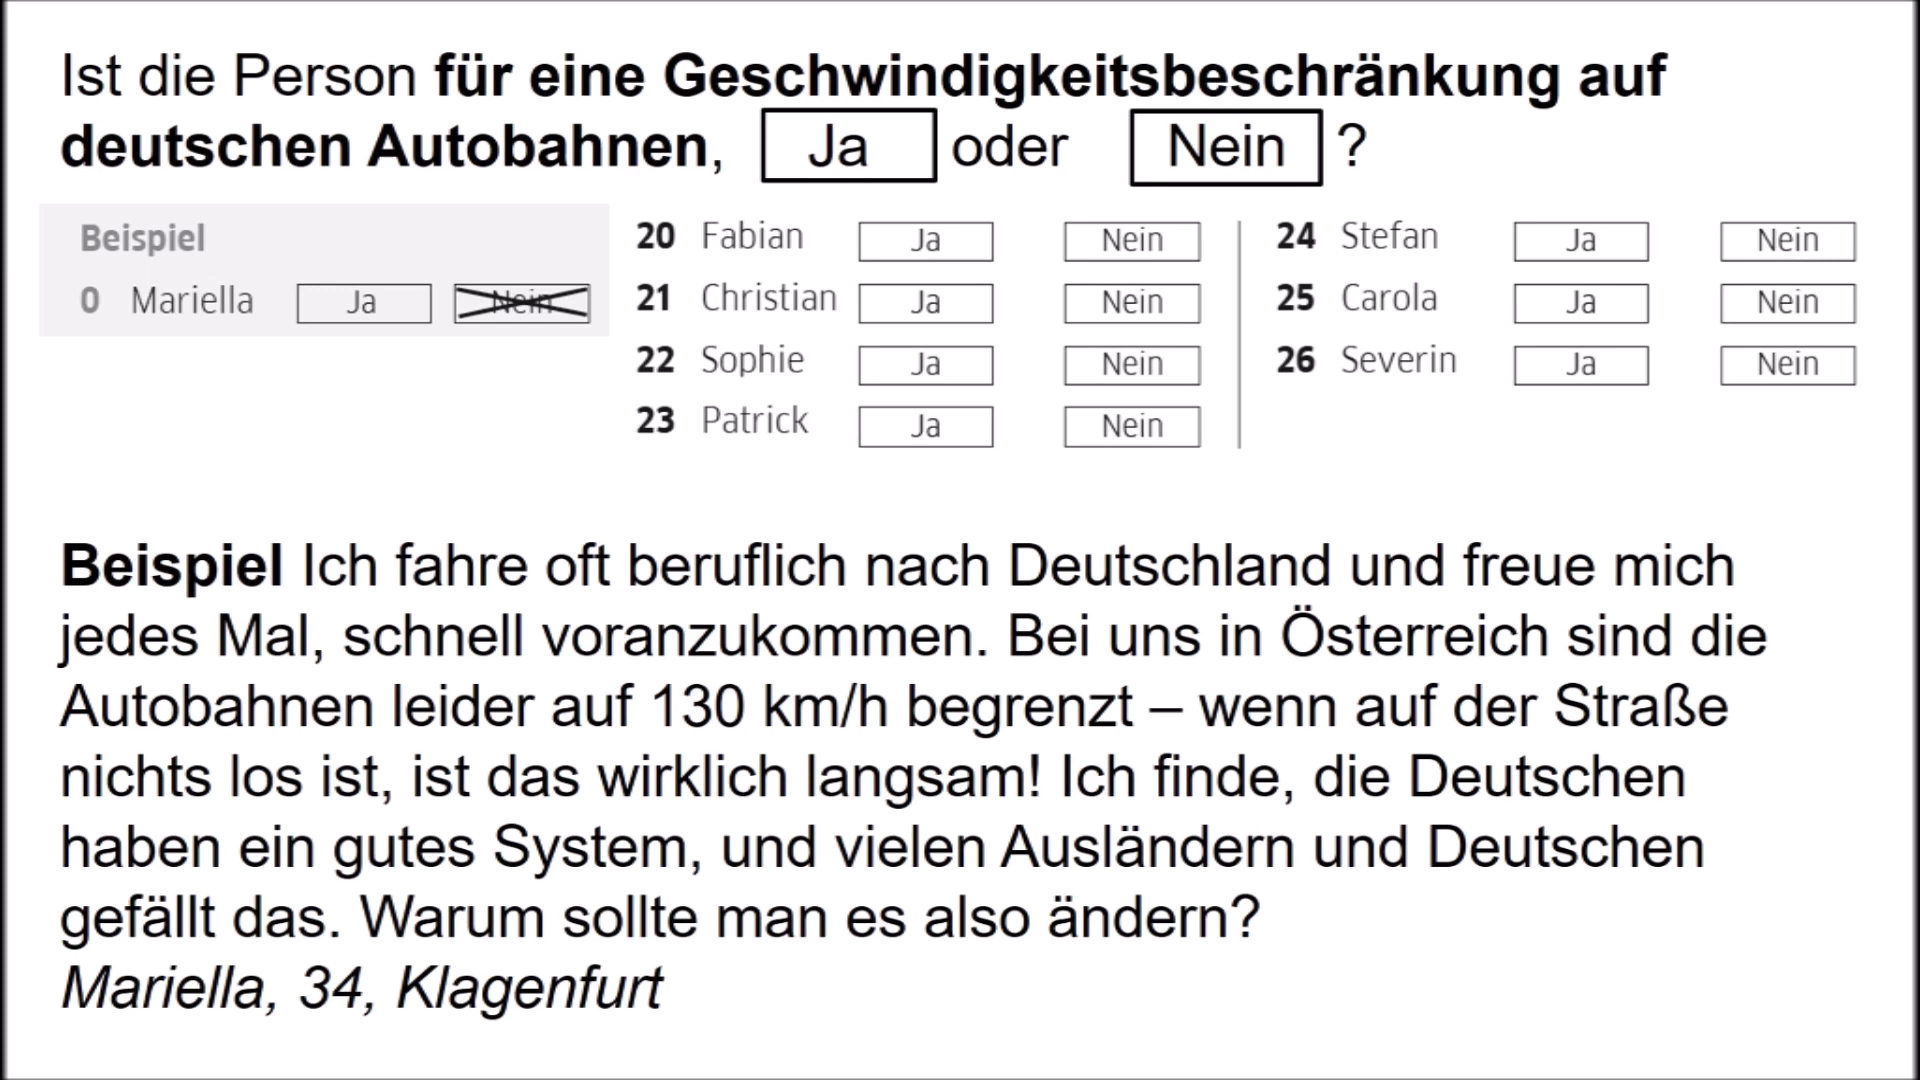 Ist die Person für eine Geschwindigkeitsbeschränkung auf
deutschen Autobahnen, Ja oder Nein ?
Beispiel
0 Mariella Ja Nein
20 Fabian Ja Nein
21 Christian Ja Nein
22 Sophie Ja Nein
23 Patrick Ja Nein
24 Stefan Ja Nein
25 Carola Ja Nein
26 Severin Ja Nein
Beispiel Ich fahre oft beruflich nach Deutschland und freue mich
jedes Mal, schnell voranzukommen. Bei uns in Österreich sind die
Autobahnen leider auf 130 km/h begrenzt – wenn auf der Straße
nichts los ist, ist das wirklich langsam! Ich finde, die Deutschen
haben ein gutes System, und vielen Ausländern und Deutschen
gefällt das. Warum sollte man es also ändern?
Mariella, 34, Klagenfurt